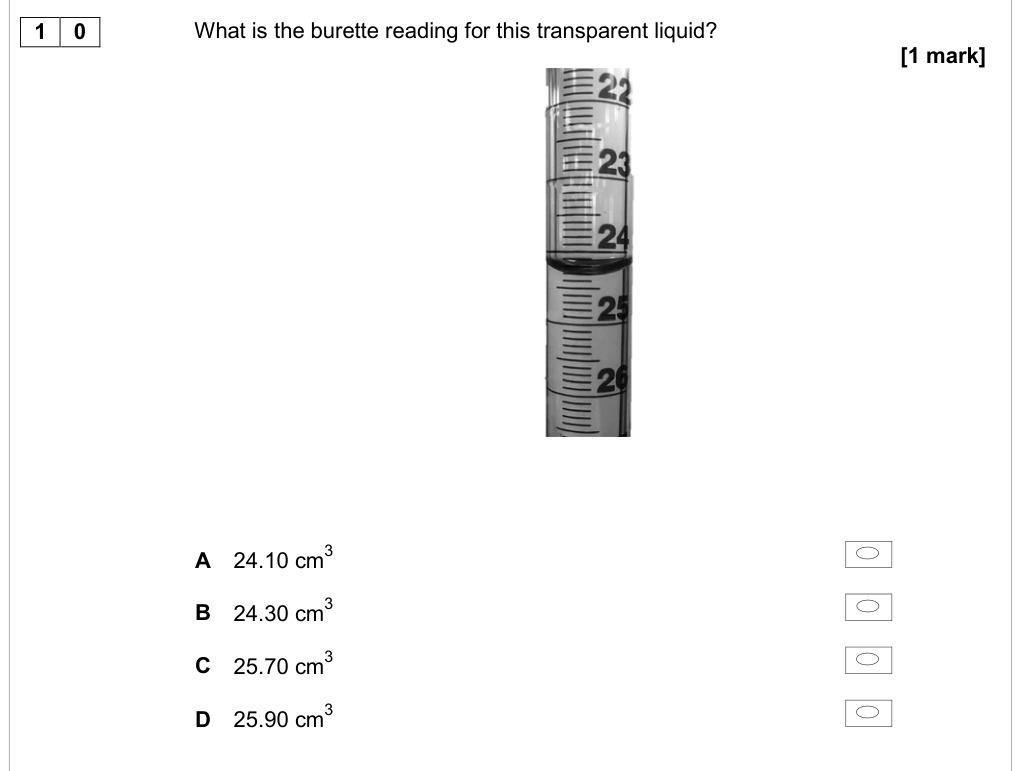 1 0 What is the burette reading for this transparent liquid?
[1 mark]
22
23
24
25
26
A 24.10 cm³
B 24.30 cm³
C 25.70 cm³
D 25.90 cm³